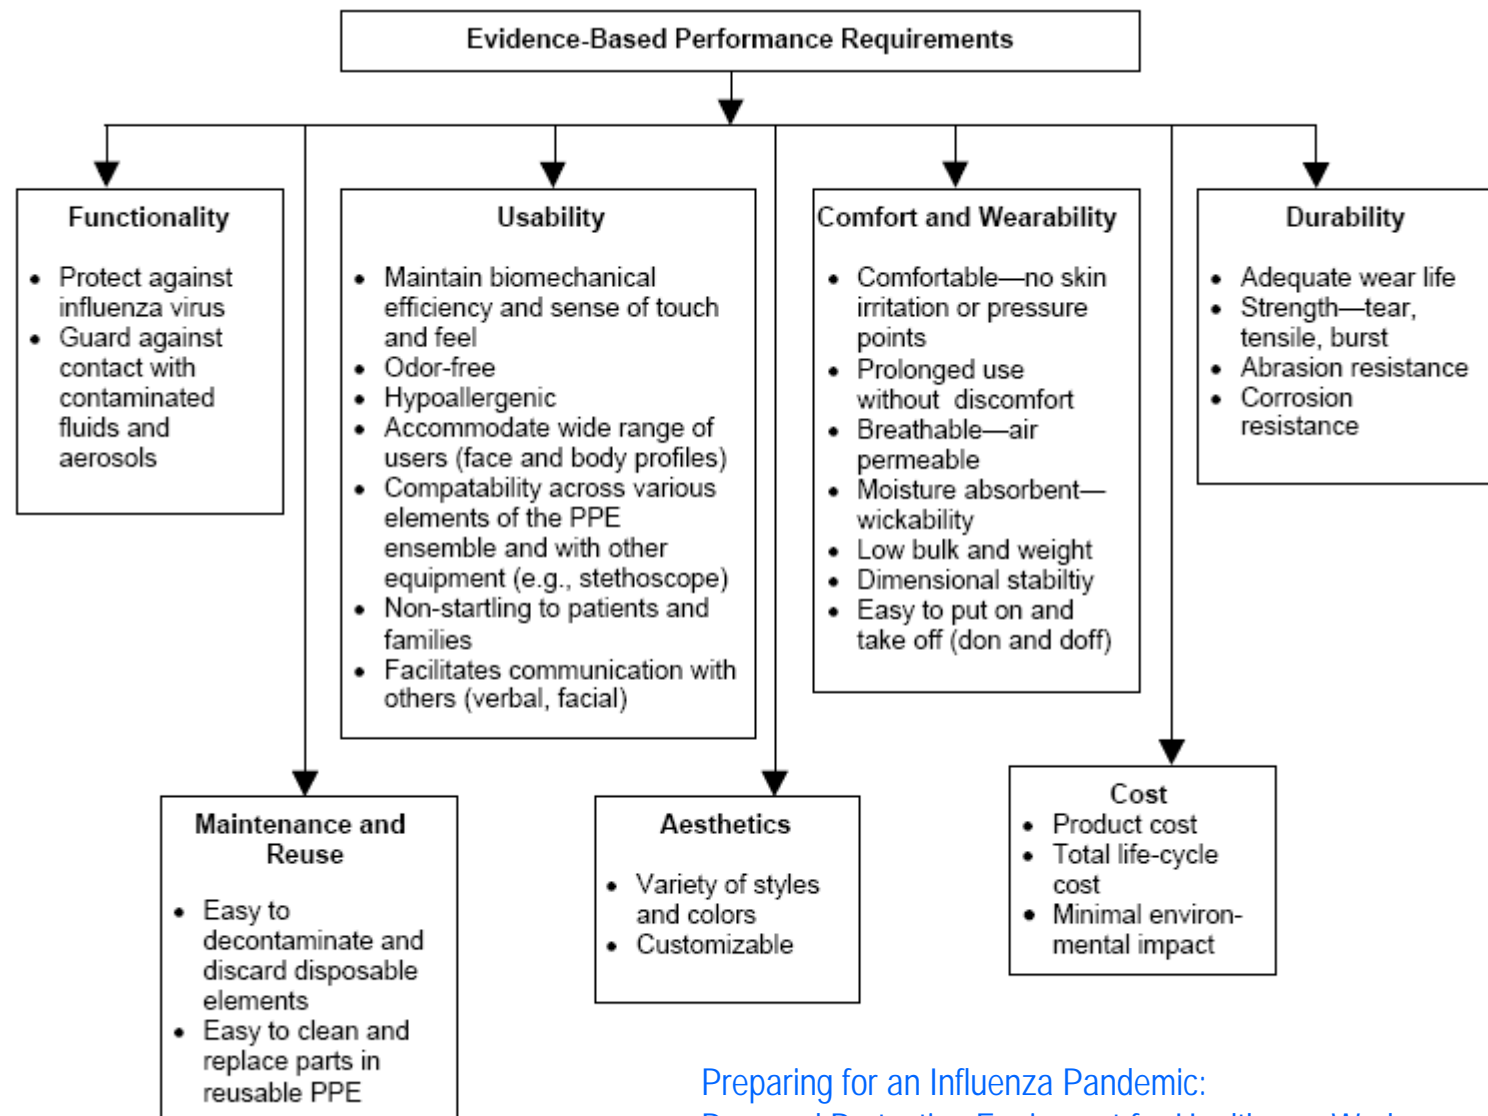 Evidence-Based Performance Requirements
Functionality
• Protect against
influenza virus
• Guard against
contact with
contaminated
fluids and
aerosols
Usability
• Maintain biomechanical
efficiency and sense of touch
and feel
• Odor-free
• Hypoallergenic
• Accommodate wide range of
users (face and body profiles)
• Compatability across various
elements of the PPE
ensemble and with other
equipment (e.g., stethoscope)
• Non-startling to patients and
families
• Facilitates communication with
others (verbal, facial)
Comfort and Wearability
• Comfortable—no skin
irritation or pressure
points
• Prolonged use
without discomfort
• Breathable—air
permeable
• Moisture absorbent—
wickability
• Low bulk and weight
• Dimensional stabiltiy
• Easy to put on and
take off (don and doff)
Durability
• Adequate wear life
• Strength—tear,
tensile, burst
• Abrasion resistance
• Corrosion
resistance
Maintenance and
Reuse
• Easy to
decontaminate and
discard disposable
elements
• Easy to clean and
replace parts in
reusable PPE
Aesthetics
• Variety of styles
and colors
• Customizable
Cost
• Product cost
• Total life-cycle
cost
• Minimal environ-
mental impact
Preparing for an Influenza Pandemic: